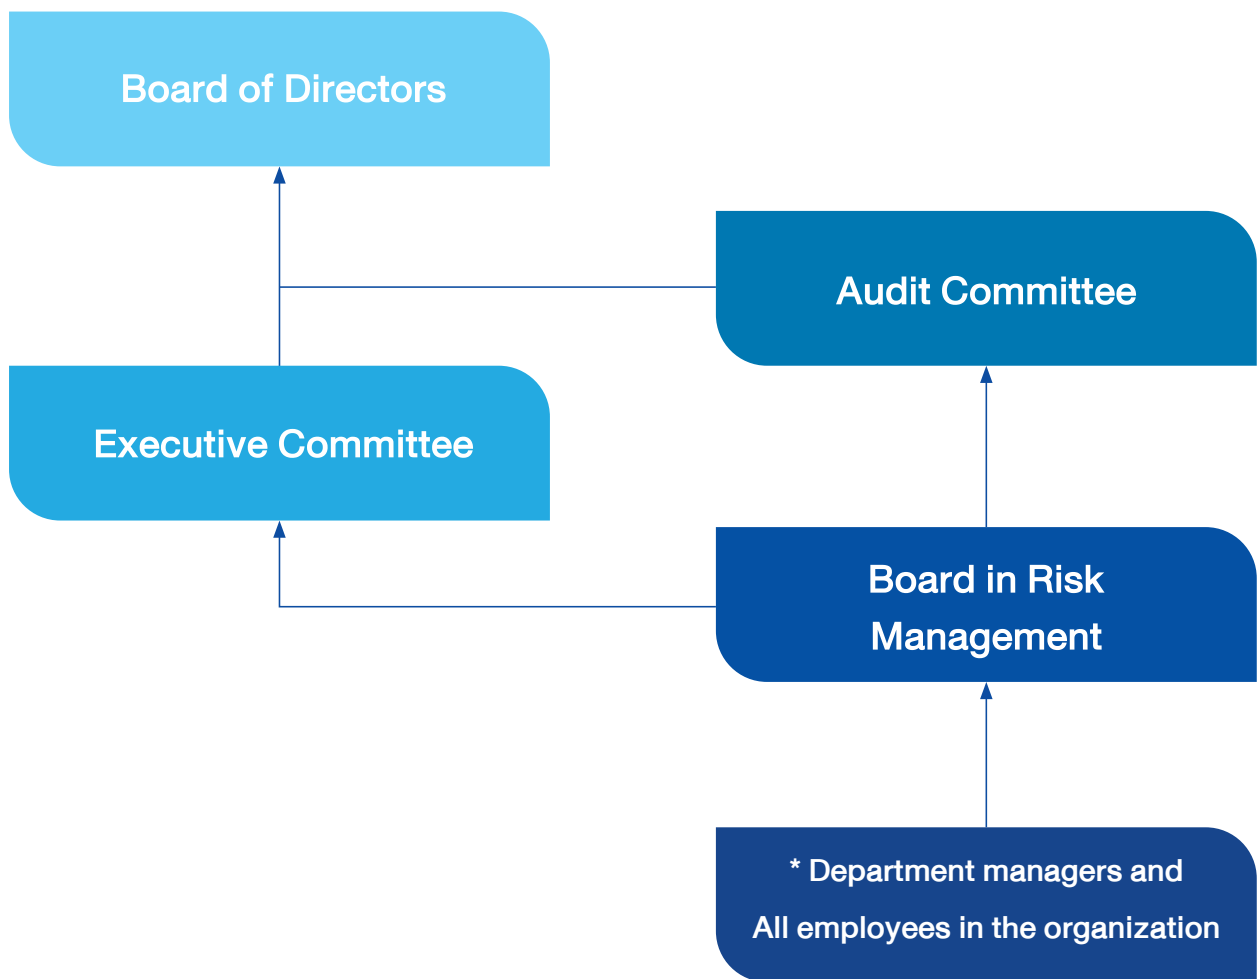 Board of Directors
Audit Committee
Executive Committee
Board in Risk
Management
* Department managers and
All employees in the organization